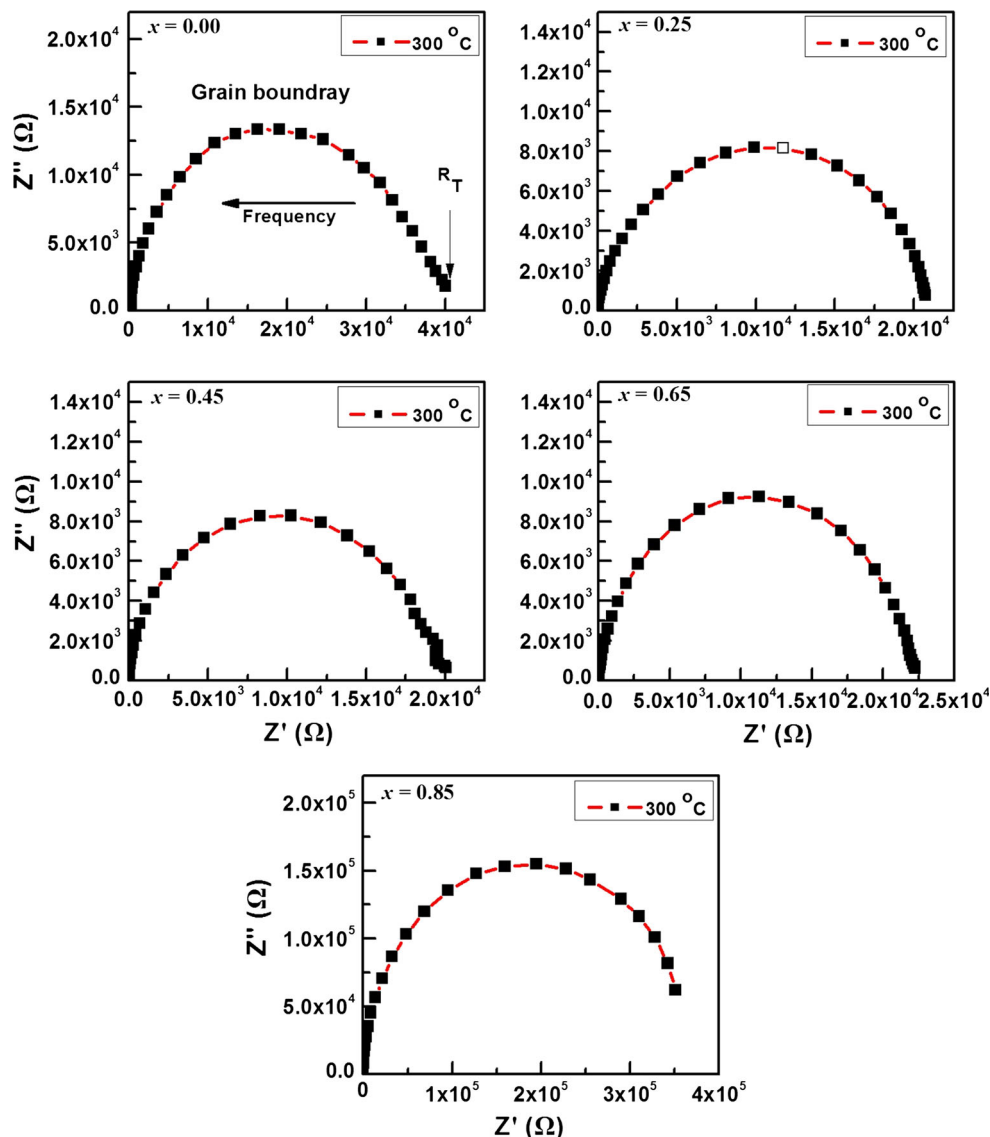 x = 0.00
300 °C
Grain boundray
R_T
Frequency
Z'' (Ω)
2.0x10⁴
1.5x10⁴
1.0x10⁴
5.0x10³
0.0
0 1x10⁴ 2x10⁴ 3x10⁴ 4x10⁴
x = 0.25
300 °C
1.4x10⁴
1.2x10⁴
1.0x10⁴
8.0x10³
6.0x10³
4.0x10³
2.0x10³
0.0
0.0 5.0x10³ 1.0x10⁴ 1.5x10⁴ 2.0x10⁴
x = 0.45
300 °C
Z'' (Ω)
1.4x10⁴
1.2x10⁴
1.0x10⁴
8.0x10³
6.0x10³
4.0x10³
2.0x10³
0.0
0.0 5.0x10³ 1.0x10⁴ 1.5x10⁴ 2.0x10⁴
Z' (Ω)
x = 0.65
300 °C
1.4x10⁴
1.2x10⁴
1.0x10⁴
8.0x10³
6.0x10³
4.0x10³
2.0x10³
0.0
0.0 5.0x10³ 1.0x10⁴ 1.5x10⁴ 2.0x10⁴ 2.5x10⁴
Z' (Ω)
x = 0.85
300 °C
Z'' (Ω)
2.0x10⁵
1.5x10⁵
1.0x10⁵
5.0x10⁴
0.0
0 1x10⁵ 2x10⁵ 3x10⁵ 4x10⁵
Z' (Ω)